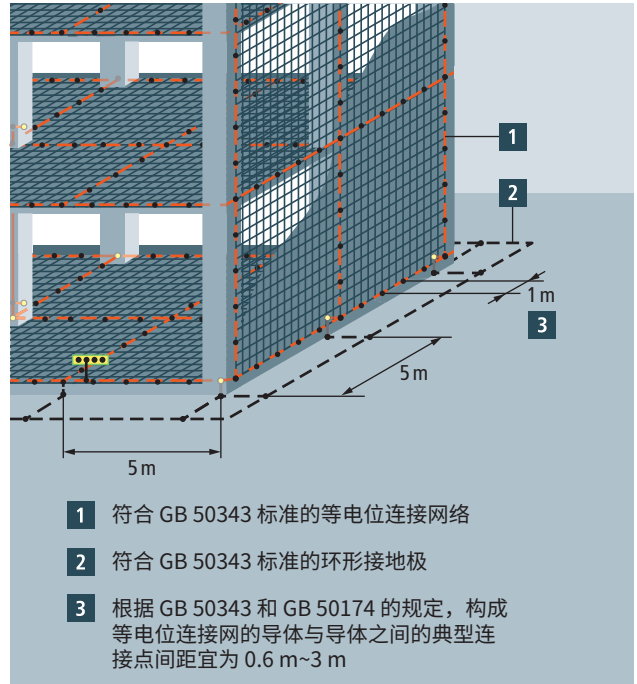 1
2
1 m
3
5 m
5 m
1 符合 GB 50343 标准的等电位连接网络
2 符合 GB 50343 标准的环形接地极
3 根据 GB 50343 和 GB 50174 的规定，构成
等电位连接网的导体与导体之间的典型连
接点间距宜为 0.6 m~3 m